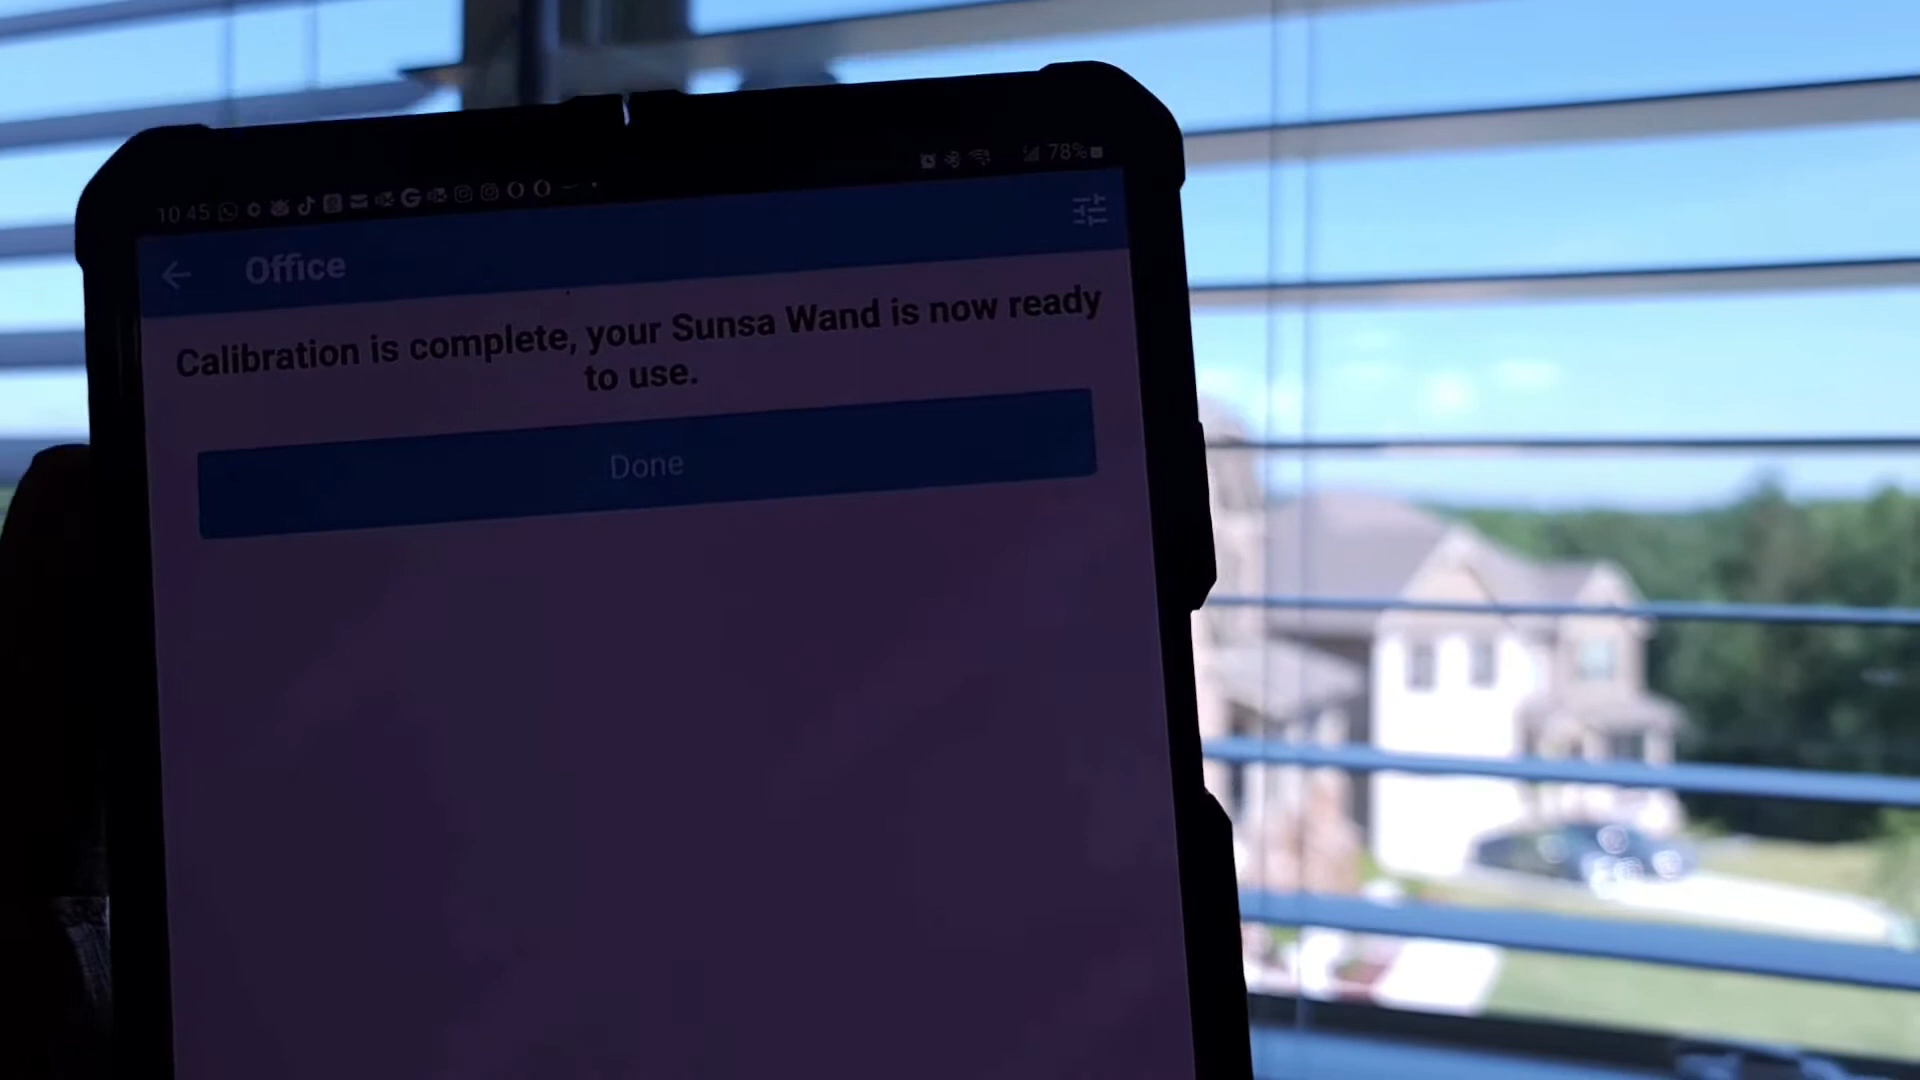 10 45
78%
Office
Calibration is complete, your Sunsa Wand is now ready
to use.
Done